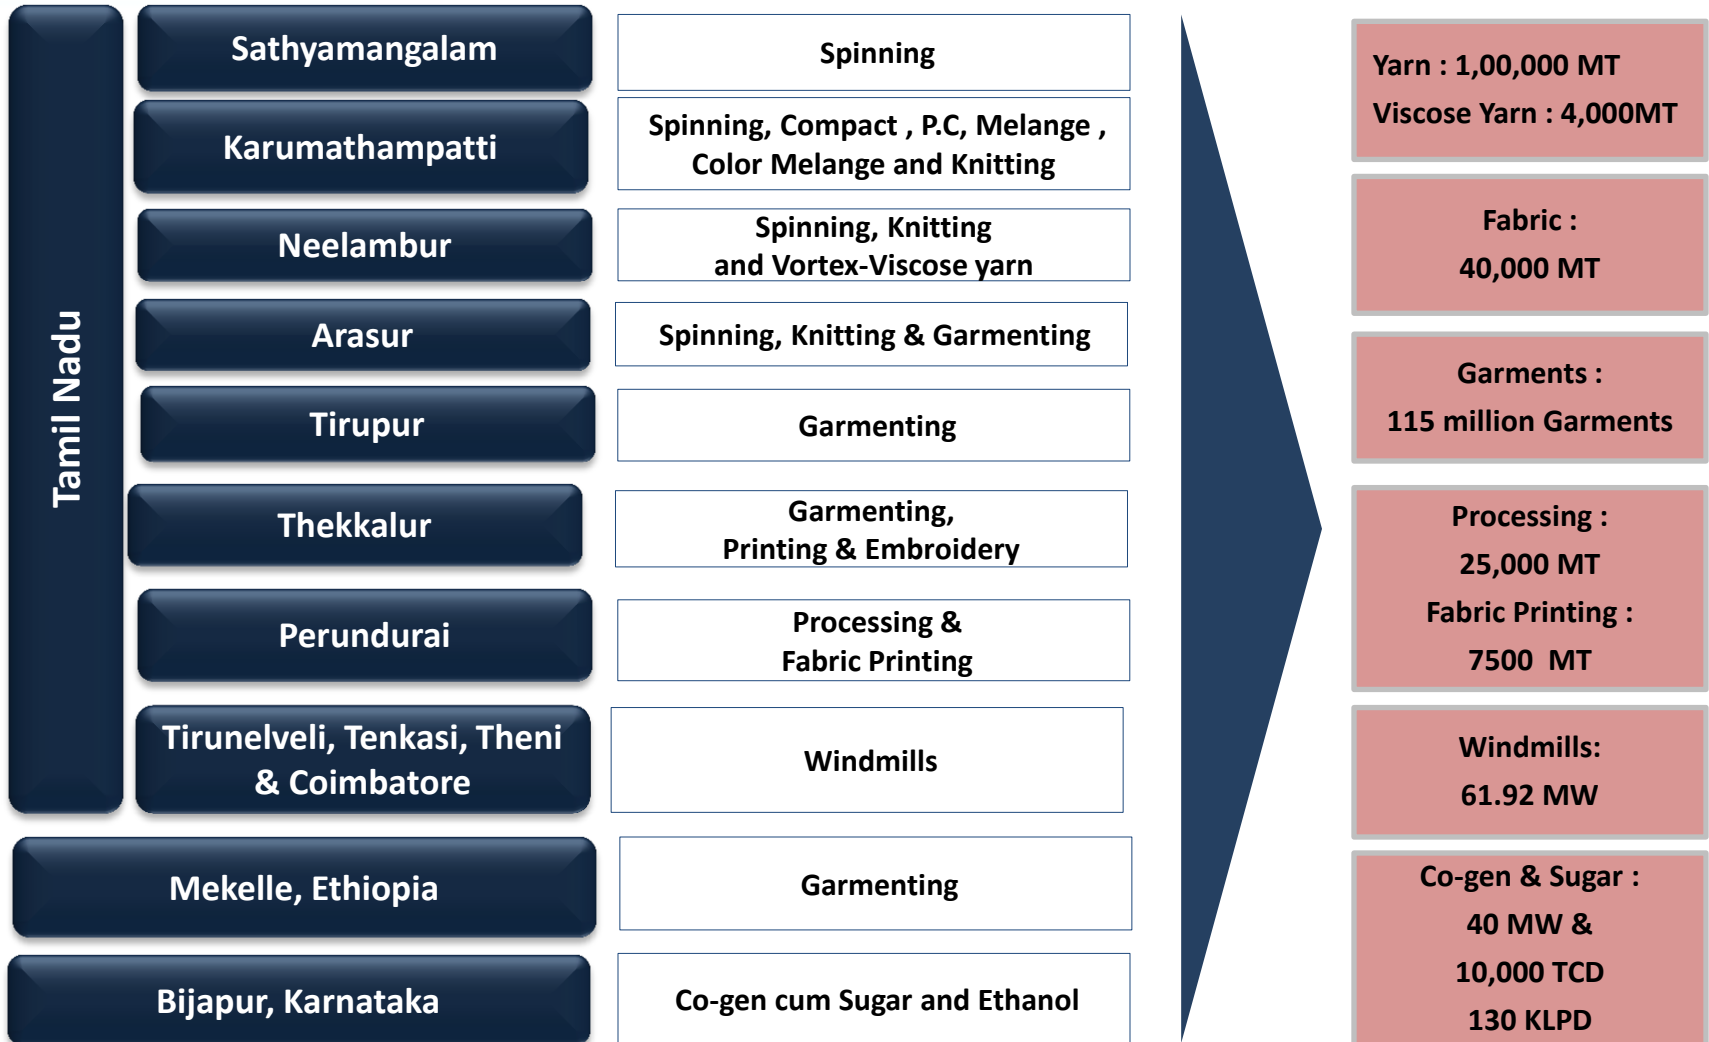 Tamil Nadu
Sathyamangalam
Spinning
Karumathampatti
Spinning, Compact , P.C, Melange ,
Color Melange and Knitting
Neelambur
Spinning, Knitting
and Vortex-Viscose yarn
Arasur
Spinning, Knitting & Garmenting
Tirupur
Garmenting
Thekkalur
Garmenting,
Printing & Embroidery
Perundurai
Processing &
Fabric Printing
Tirunelveli, Tenkasi, Theni
& Coimbatore
Windmills
Mekelle, Ethiopia
Garmenting
Bijapur, Karnataka
Co-gen cum Sugar and Ethanol
Yarn : 1,00,000 MT
Viscose Yarn : 4,000MT
Fabric :
40,000 MT
Garments :
115 million Garments
Processing :
25,000 MT
Fabric Printing :
7500  MT
Windmills:
61.92 MW
Co-gen & Sugar :
40 MW &
10,000 TCD
130 KLPD